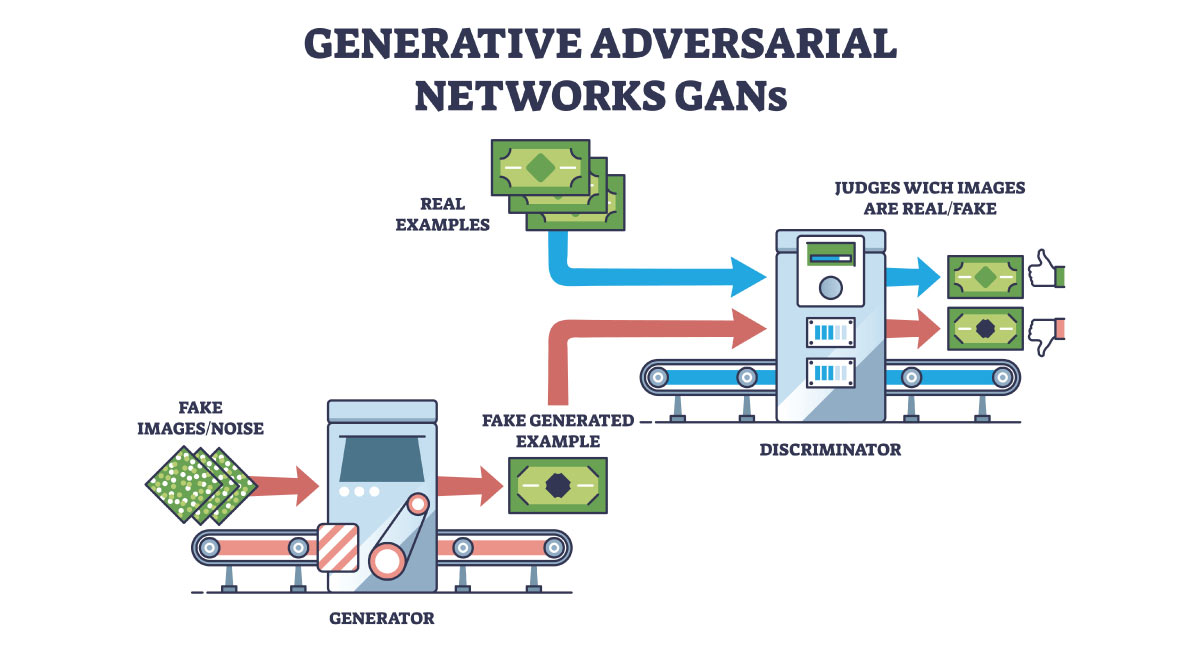 GENERATIVE ADVERSARIAL
NETWORKS GANs
REAL
EXAMPLES
JUDGES WICH IMAGES
ARE REAL/FAKE
FAKE
IMAGES/NOISE
FAKE GENERATED
EXAMPLE
DISCRIMINATOR
GENERATOR